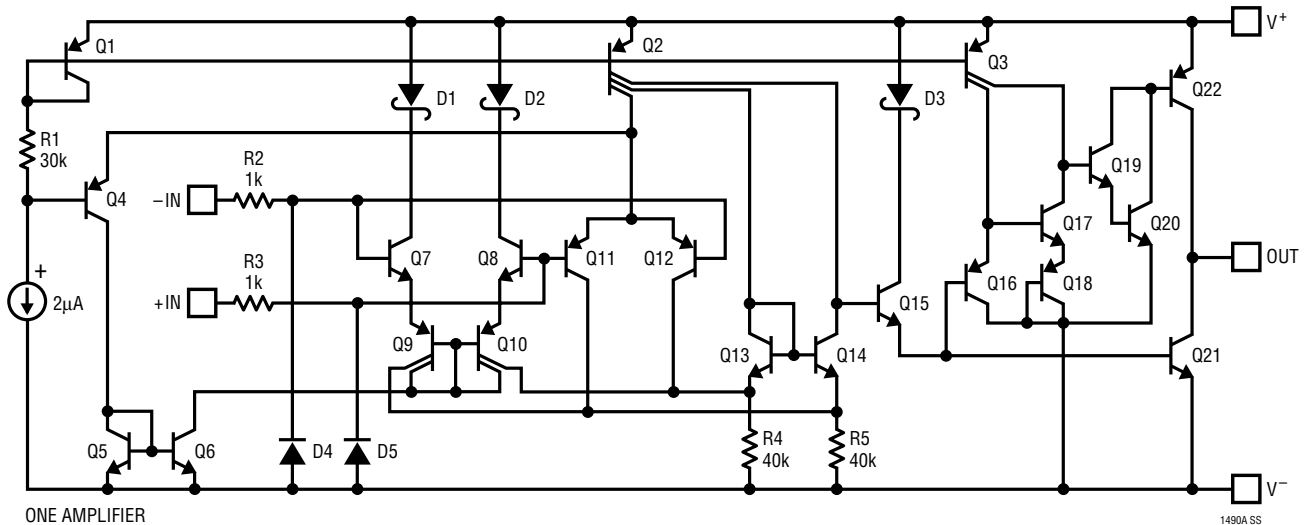 V+
Q1
Q2
Q3
Q22
D1
D2
D3
R1
30k
Q19
R2
1k
Q4
–IN
Q20
Q17
Q7
Q8
Q11
Q12
OUT
R3
1k
+
2µA
+IN
Q16
Q18
Q15
Q9
Q10
Q13
Q14
Q21
Q5
Q6
D4
D5
R4
40k
R5
40k
V–
ONE AMPLIFIER
1490A SS